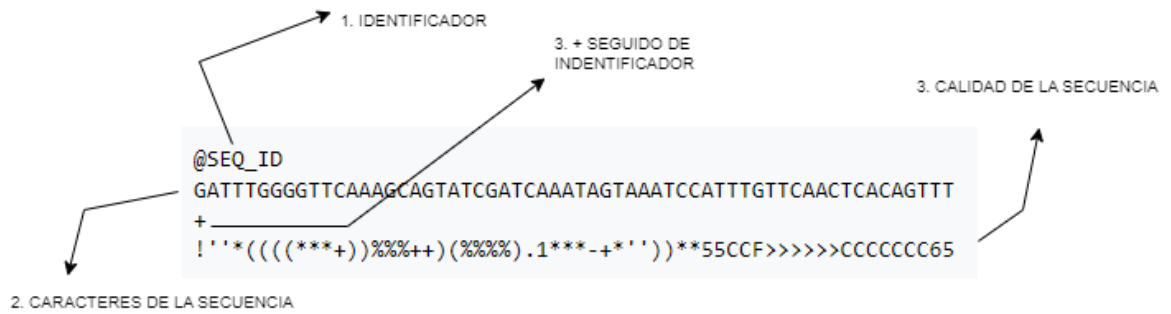 1. IDENTIFICADOR
3. + SEGUIDO DE
INDENTIFICADOR
3. CALIDAD DE LA SECUENCIA
@SEQ_ID
GATTTGGGGTTCAAAGCAGTATCGATCAAATAGTAAATCCATTTGTTCAACTCACAGTTT
+
!''*((((***+))%%%++)(%%%%).1***-+*''))**55CCF>>>>>>CCCCCCC65
2. CARACTERES DE LA SECUENCIA